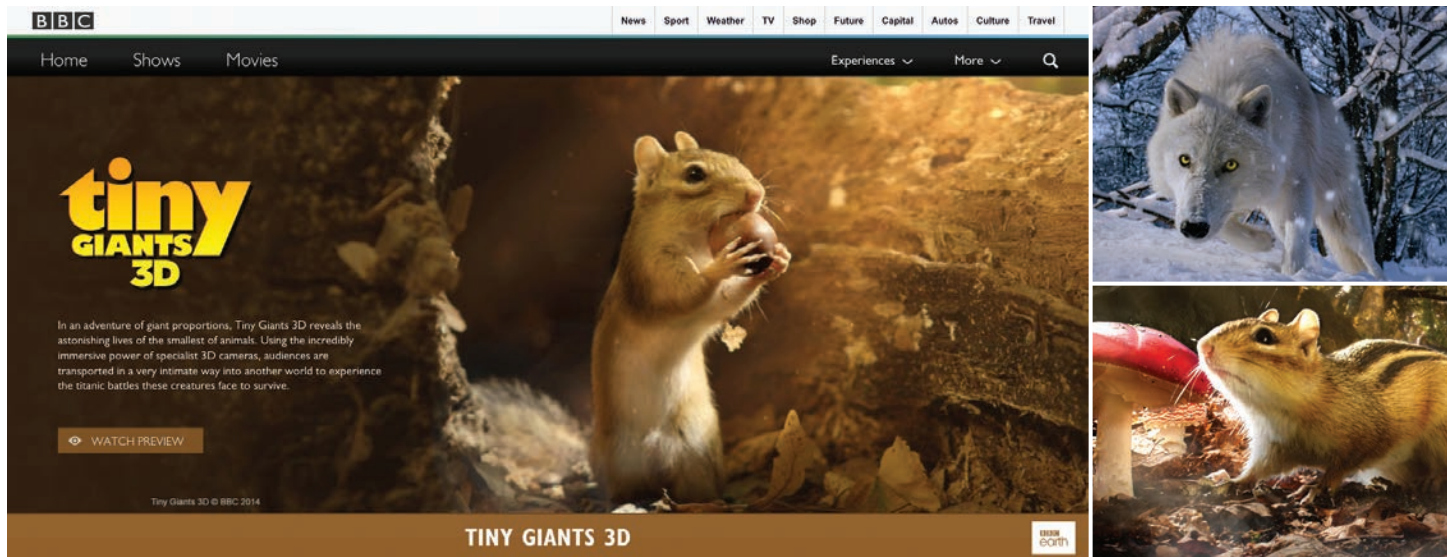 BBC
News Sport Weather TV Shop Future Capital Autos Culture Travel
Home Shows Movies Experiences More
tiny
GIANTS
3D
In an adventure of giant proportions, Tiny Giants 3D reveals the
astonishing lives of the smallest of animals. Using the incredibly
immersive power of specialist 3D cameras, audiences are
transported in a very intimate way into another world to experience
the titanic battles these creatures face to survive.
WATCH PREVIEW
Tiny Giants 3D © BBC 2014
TINY GIANTS 3D
BBC
earth